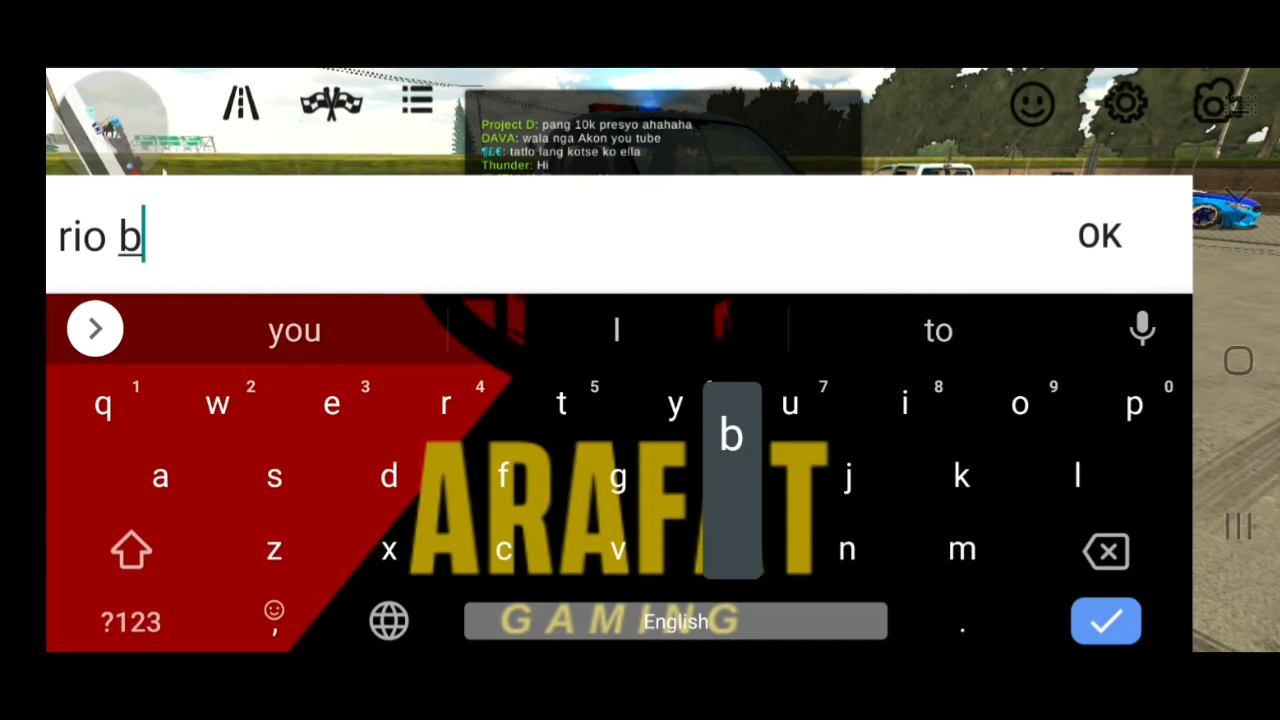 Project D: pang 10k presyo ahahaha
DAVA: wala nga Akon you tube
¶££: tatlo lang kotse ko ella
Thunder: Hi
rio b
OK
you
I
to
q 1 w 2 e 3 r 4 t 5 y u 7 i 8 o 9 p 0
b
a s d f g j k l
ARAFAT
z x c v n m
?123
,
GAMING
English
.